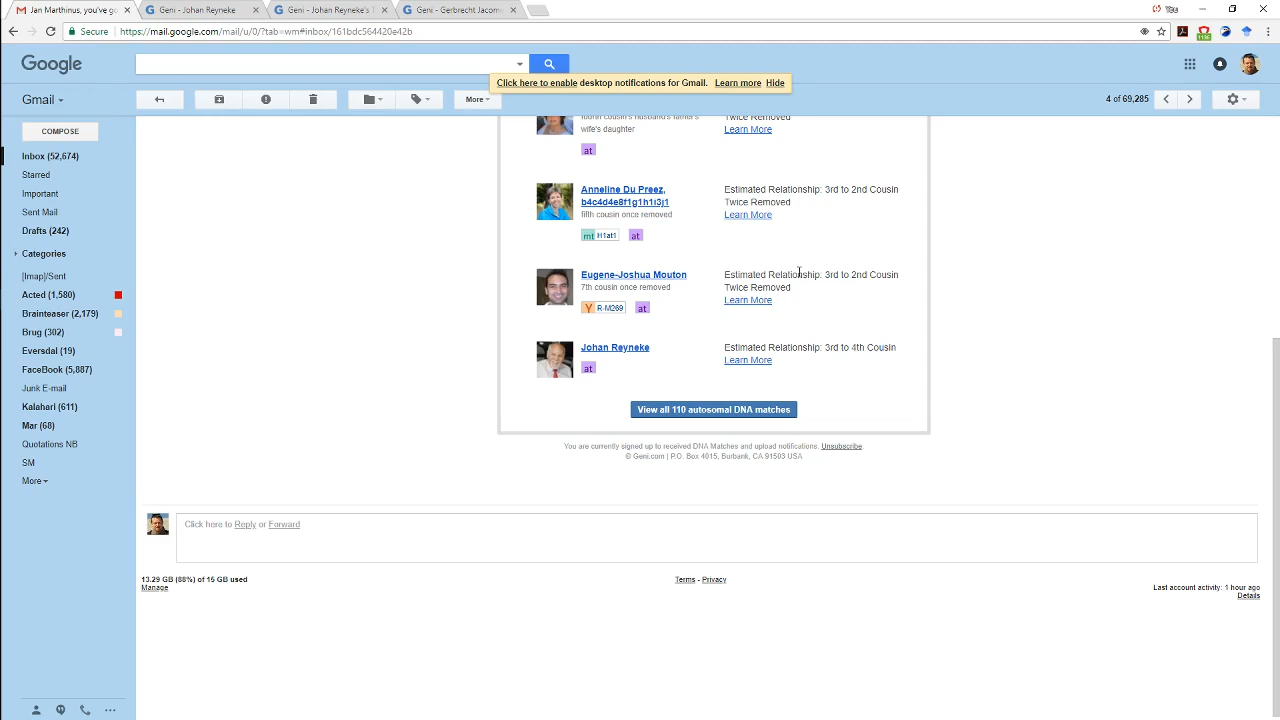 Jan Marthinus, you've go
Geni - Johan Reyneke
Geni - Johan Reyneke's T
Geni - Gerbrecht Jacom
You
Secure
https://mail.google.com/mail/u/0/?tab=wm#inbox/161bdc564420e42b
1136
Google
Click here to enable desktop notifications for Gmail. Learn more Hide
Gmail
More
4 of 69,285
COMPOSE
Inbox (52,674)
Starred
Important
Sent Mail
Drafts (242)
Categories
[Imap]/Sent
Acted (1,580)
Brainteaser (2,179)
Brug (302)
Eversdal (19)
Junk E-mail
Kalahari (611)
Mar (68)
Quotations NB
SM
More
fourth cousin's husband's father's
wife's daughter
at
Twice Removed
Learn More
Anneline Du Preez,
b4c4d4e8f1g1h1i3j1
fifth cousin once removed
mt H1at1 at
Estimated Relationship: 3rd to 2nd Cousin
Twice Removed
Learn More
Eugene-Joshua Mouton
7th cousin once removed
Y R-M269 at
Estimated Relationship: 3rd to 2nd Cousin
Twice Removed
Learn More
Johan Reyneke
at
Estimated Relationship: 3rd to 4th Cousin
Learn More
View all 110 autosomal DNA matches
You are currently signed up to received DNA Matches and upload notifications. Unsubscribe.
© Geni.com | P.O. Box 4015, Burbank, CA 91503 USA
Click here to Reply or Forward
13.29 GB (88%) of 15 GB used
Manage
Terms - Privacy
Last account activity: 1 hour ago
Details